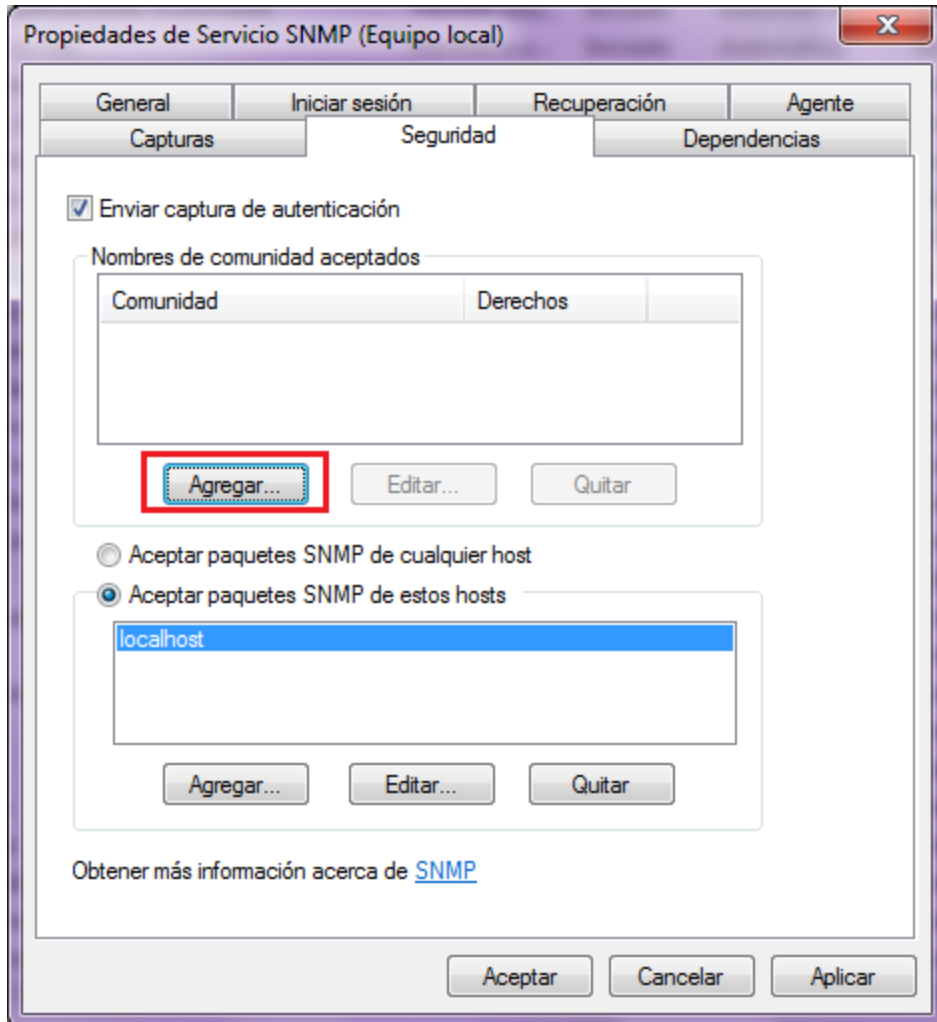 Propiedades de Servicio SNMP (Equipo local)
General Iniciar sesión Recuperación Agente
Capturas Seguridad Dependencias
Enviar captura de autenticación
Nombres de comunidad aceptados
Comunidad Derechos
Agregar... Editar... Quitar
Aceptar paquetes SNMP de cualquier host
Aceptar paquetes SNMP de estos hosts
localhost
Agregar... Editar... Quitar
Obtener más información acerca de SNMP
Aceptar Cancelar Aplicar